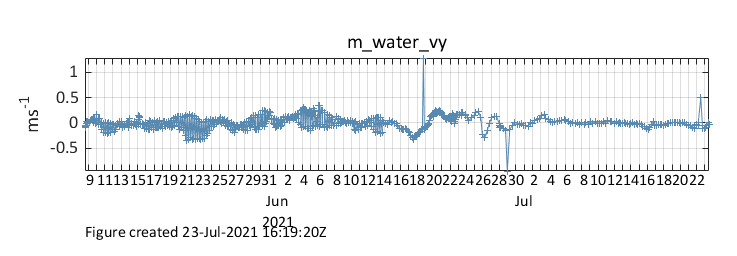 m_water_vy
1
0.5
0
-0.5
ms-1
9 11 13 15 17 19 21 23 25 27 29 31 2 4 6 8 10 12 14 16 18 20 22 24 26 28 30 2 4 6 8 10 12 14 16 18 20 22
Jun Jul
2021
Figure created 23-Jul-2021 16:19:20Z